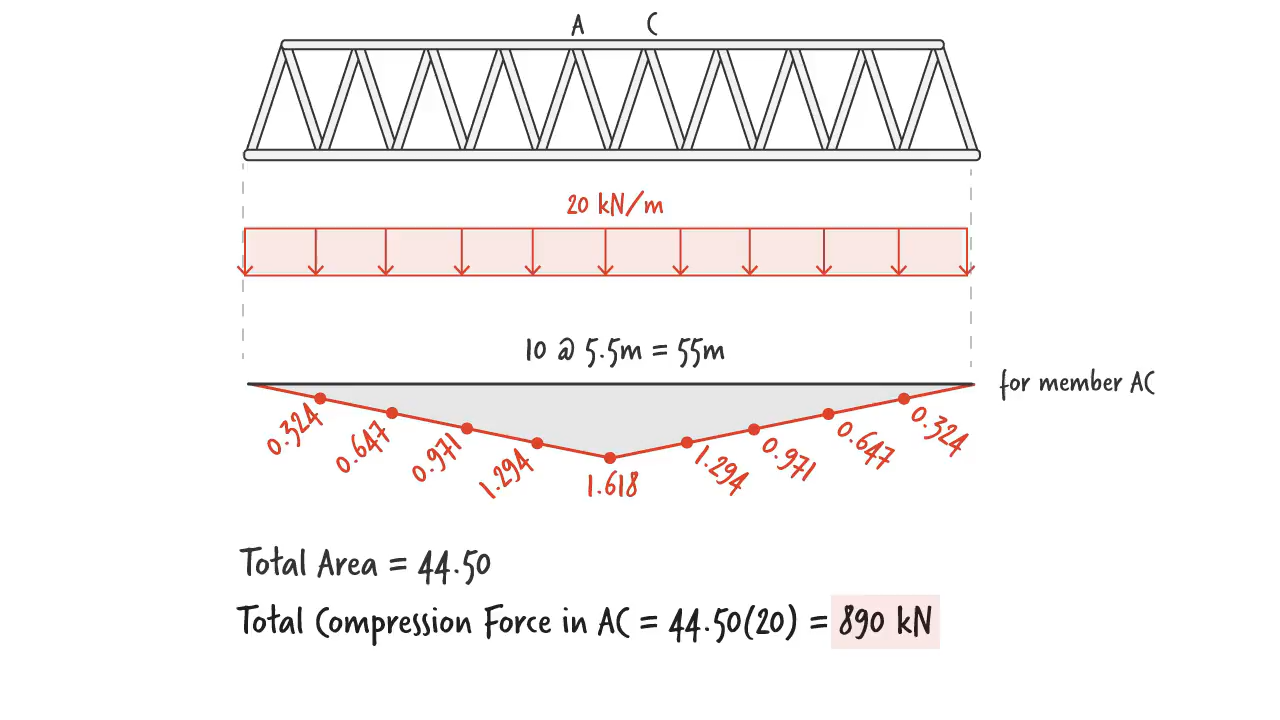 A C
20 kN/m
10 @ 5.5m = 55m
for member AC
0.324 0.647 0.971 1.294 1.618 1.294 0.971 0.647 0.324
Total Area = 44.50
Total Compression Force in AC = 44.50(20) = 890 kN